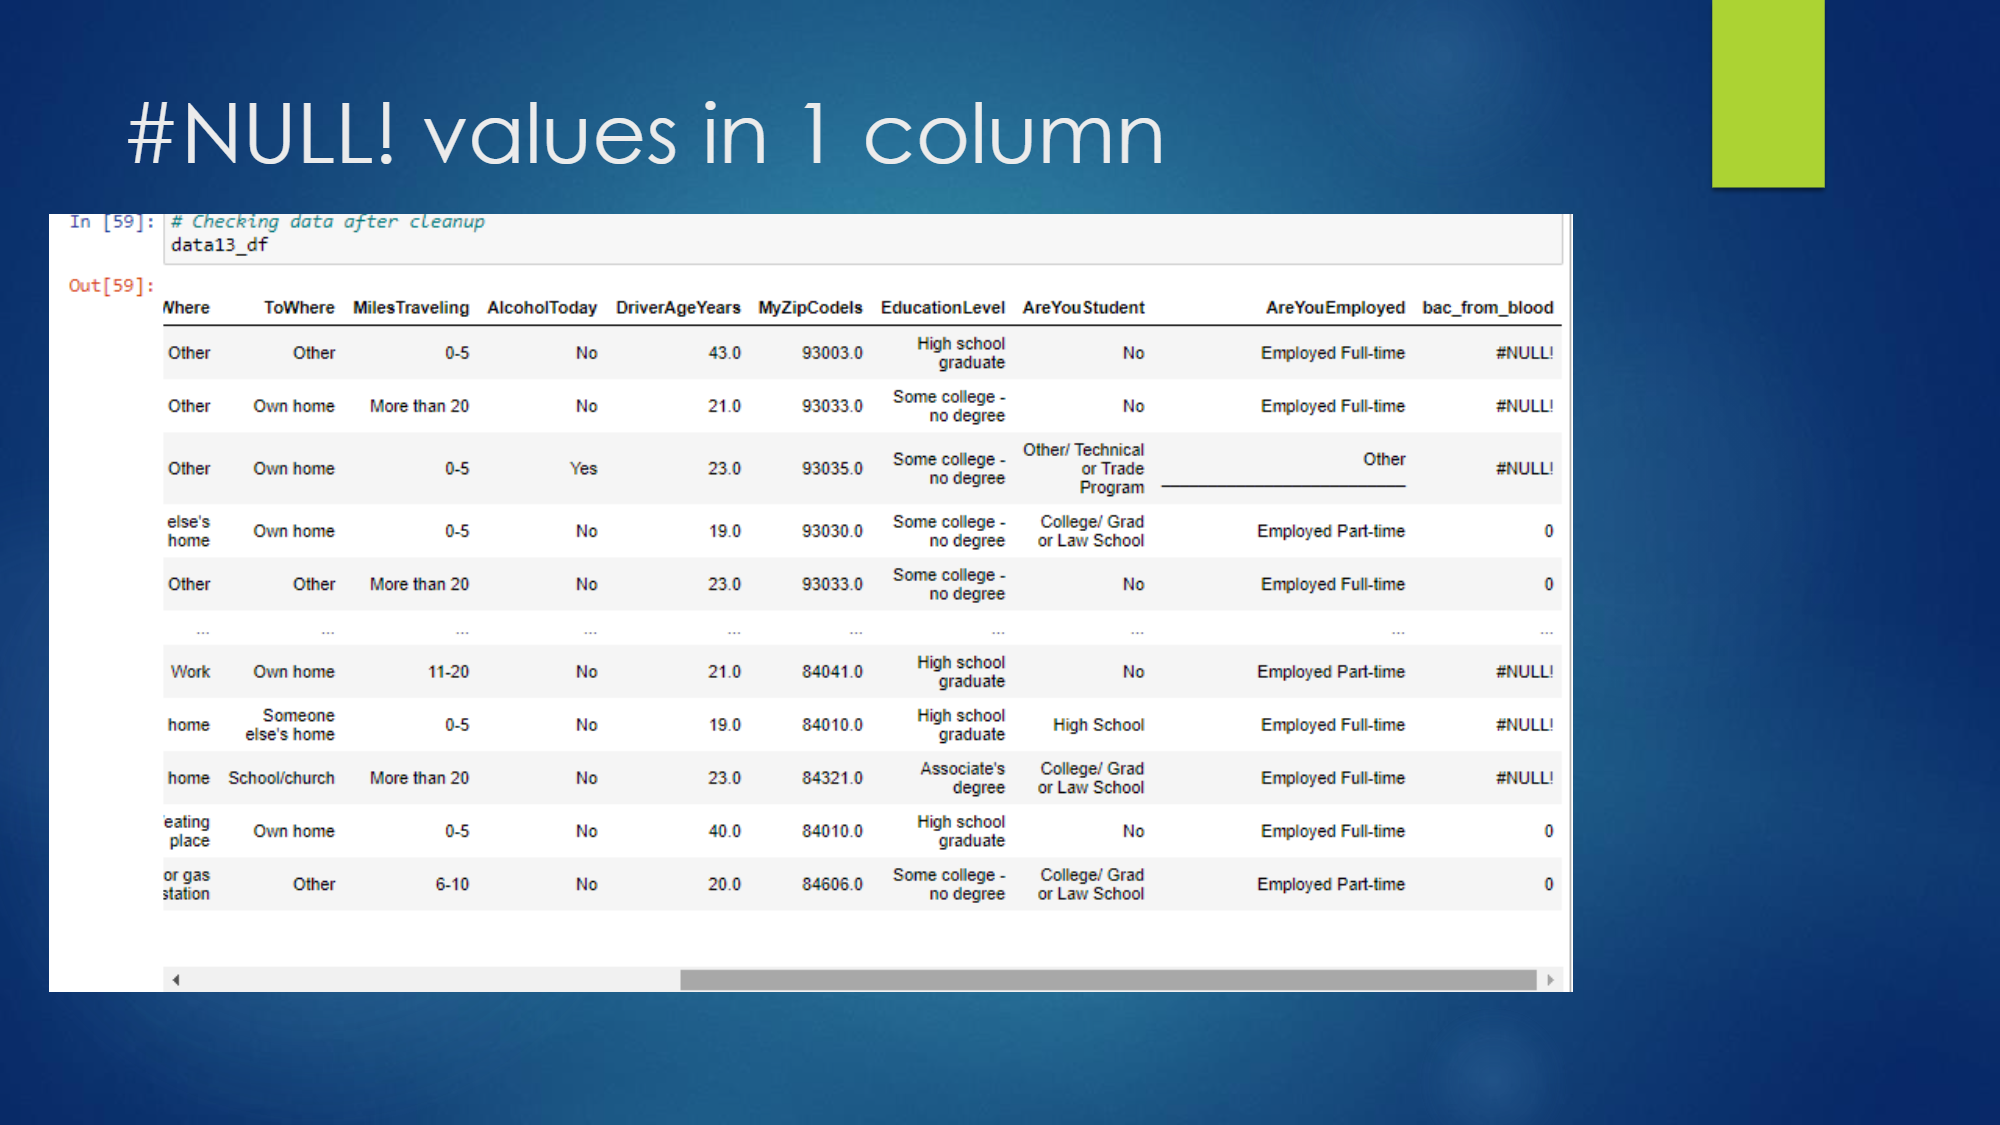 #NULL! values in 1 column
In [59]: # Checking data after cleanup
data13_df
Out[59]:
Where ToWhere MilesTraveling AlcoholToday DriverAgeYears MyZipCodeIs EducationLevel AreYouStudent AreYouEmployed bac_from_blood
Other Other 0-5 No 43.0 93003.0 High school graduate No Employed Full-time #NULL!
Other Own home More than 20 No 21.0 93033.0 Some college - no degree No Employed Full-time #NULL!
Other Own home 0-5 Yes 23.0 93035.0 Some college - no degree Other/ Technical or Trade Program Other #NULL!
else's home Own home 0-5 No 19.0 93030.0 Some college - no degree College/ Grad or Law School Employed Part-time 0
Other Other More than 20 No 23.0 93033.0 Some college - no degree No Employed Full-time 0
... ... ... ... ... ... ... ... ... ...
Work Own home 11-20 No 21.0 84041.0 High school graduate No Employed Part-time #NULL!
home Someone else's home 0-5 No 19.0 84010.0 High school graduate High School Employed Full-time #NULL!
home School/church More than 20 No 23.0 84321.0 Associate's degree College/ Grad or Law School Employed Full-time #NULL!
/eating place Own home 0-5 No 40.0 84010.0 High school graduate No Employed Full-time 0
or gas station Other 6-10 No 20.0 84606.0 Some college - no degree College/ Grad or Law School Employed Part-time 0